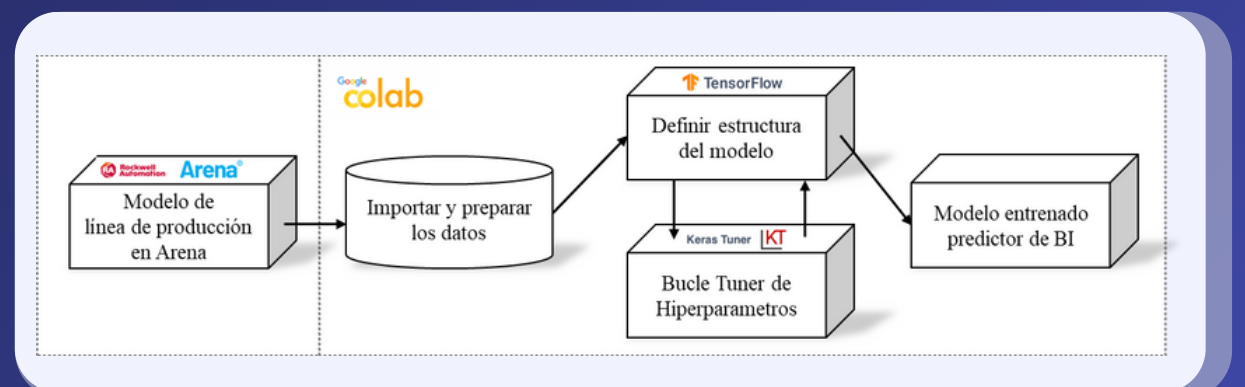 Rockwell Automation Arena®
Modelo de
línea de producción
en Arena
Google
colab
Importar y preparar
los datos
TensorFlow
Definir estructura
del modelo
Keras Tuner KT
Bucle Tuner de
Hiperparametros
Modelo entrenado
predictor de BI